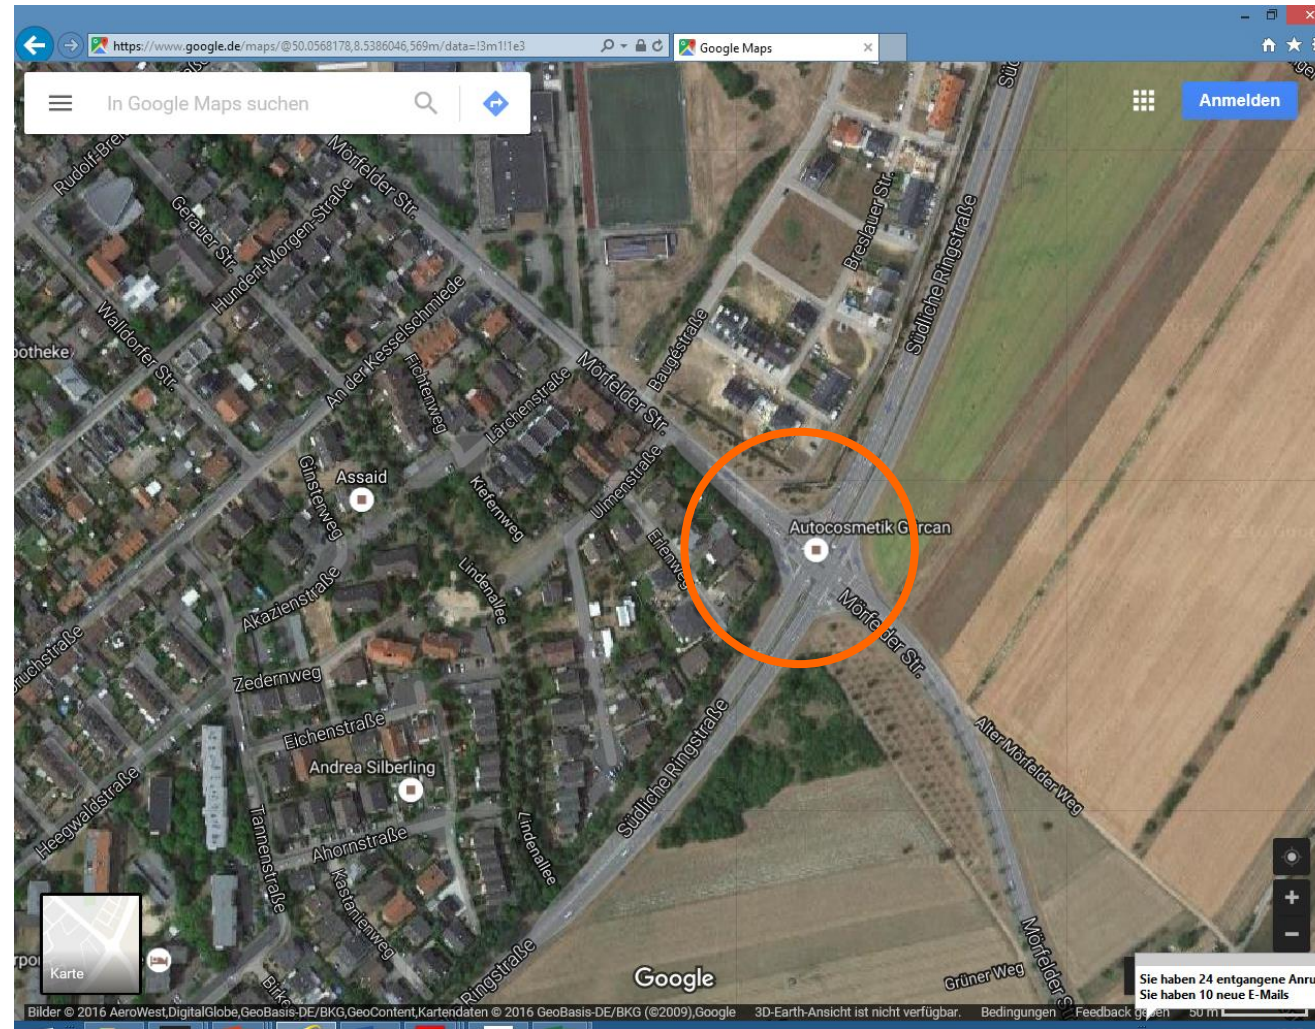 https://www.google.de/maps/@50.0568178,8.5386046,569m/data=!3m1!1e3
Google Maps
In Google Maps suchen
Anmelden
Mörfelder Str.
Gerauer Str.
Hundert-Morgen-Straße
Breslauer Str.
Südliche Ringstraße
Walldorfer Str.
An der Kesselschmiede
Fichtenweg
Lärchenstraße
Mörfelder Str.
Baugéstraße
Assaid
Ginsterweg
Kiefernweg
Ulmenstraße
Erlenweg
Autocosmetik Gürcan
Lindenallee
Akazienstraße
Mörfelder Str.
Zedernweg
Eichenstraße
Andrea Silberling
Südliche Ringstraße
Alter Mörfelder Weg
Heegwaldstraße
Tannenstraße
Ahornstraße
Kastanienweg
Lindenallee
Karte
Ringstraße
Google
Grüner Weg
Mörfelder S
Sie haben 24 entgangene Anru
Sie haben 10 neue E-Mails
Bilder © 2016 AeroWest,DigitalGlobe,GeoBasis-DE/BKG,GeoContent,Kartendaten © 2016 GeoBasis-DE/BKG (©2009),Google 3D-Earth-Ansicht ist nicht verfügbar. Bedingungen Feedback geben 50 m